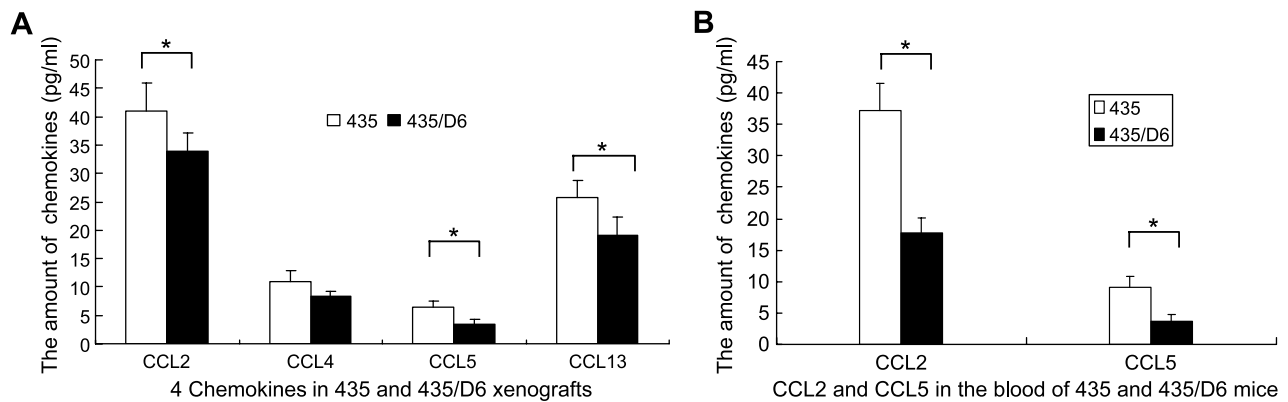 A
The amount of chemokines (pg/ml)
50
45
40
35
30
25
20
15
10
5
0
*
*
*
435 435/D6
CCL2 CCL4 CCL5 CCL13
4 Chemokines in 435 and 435/D6 xenografts
B
The amount of chemokines (pg/ml)
45
40
35
30
25
20
15
10
5
0
*
*
435
435/D6
CCL2 CCL5
CCL2 and CCL5 in the blood of 435 and 435/D6 mice